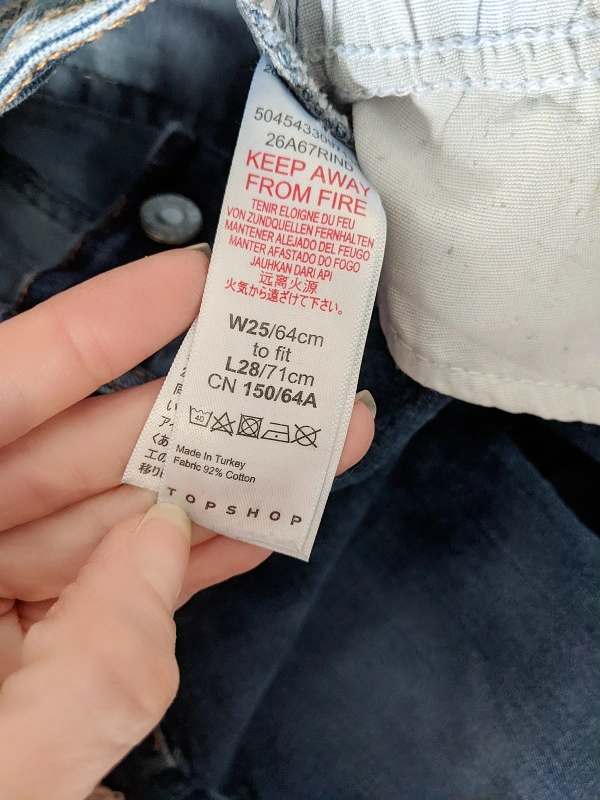 26A67RIND
KEEP AWAY
FROM FIRE
TENIR ELOIGNE DU FEU
VON ZUNDQUELLEN FERNHALTEN
MANTENER ALEJADO DEL FUEGO
MANTER AFASTADO DO FOGO
JAUHKAN DARI API
远离火源
火気から遠ざけて下さい。
W25/64cm
to fit
L28/71cm
CN 150/64A
40
Made In Turkey
Fabric 92% Cotton
TOPSHOP